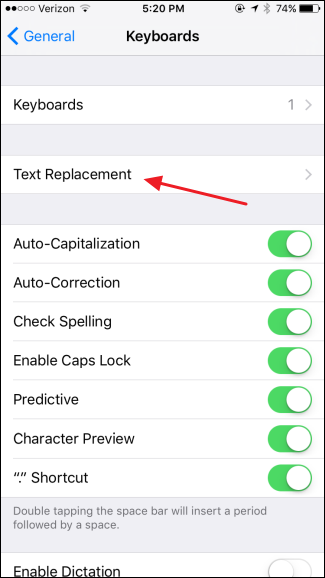 Verizon 5:20 PM 74%
General Keyboards
Keyboards 1
Text Replacement
Auto-Capitalization
Auto-Correction
Check Spelling
Enable Caps Lock
Predictive
Character Preview
“.” Shortcut
Double tapping the space bar will insert a period
followed by a space.
Enable Dictation